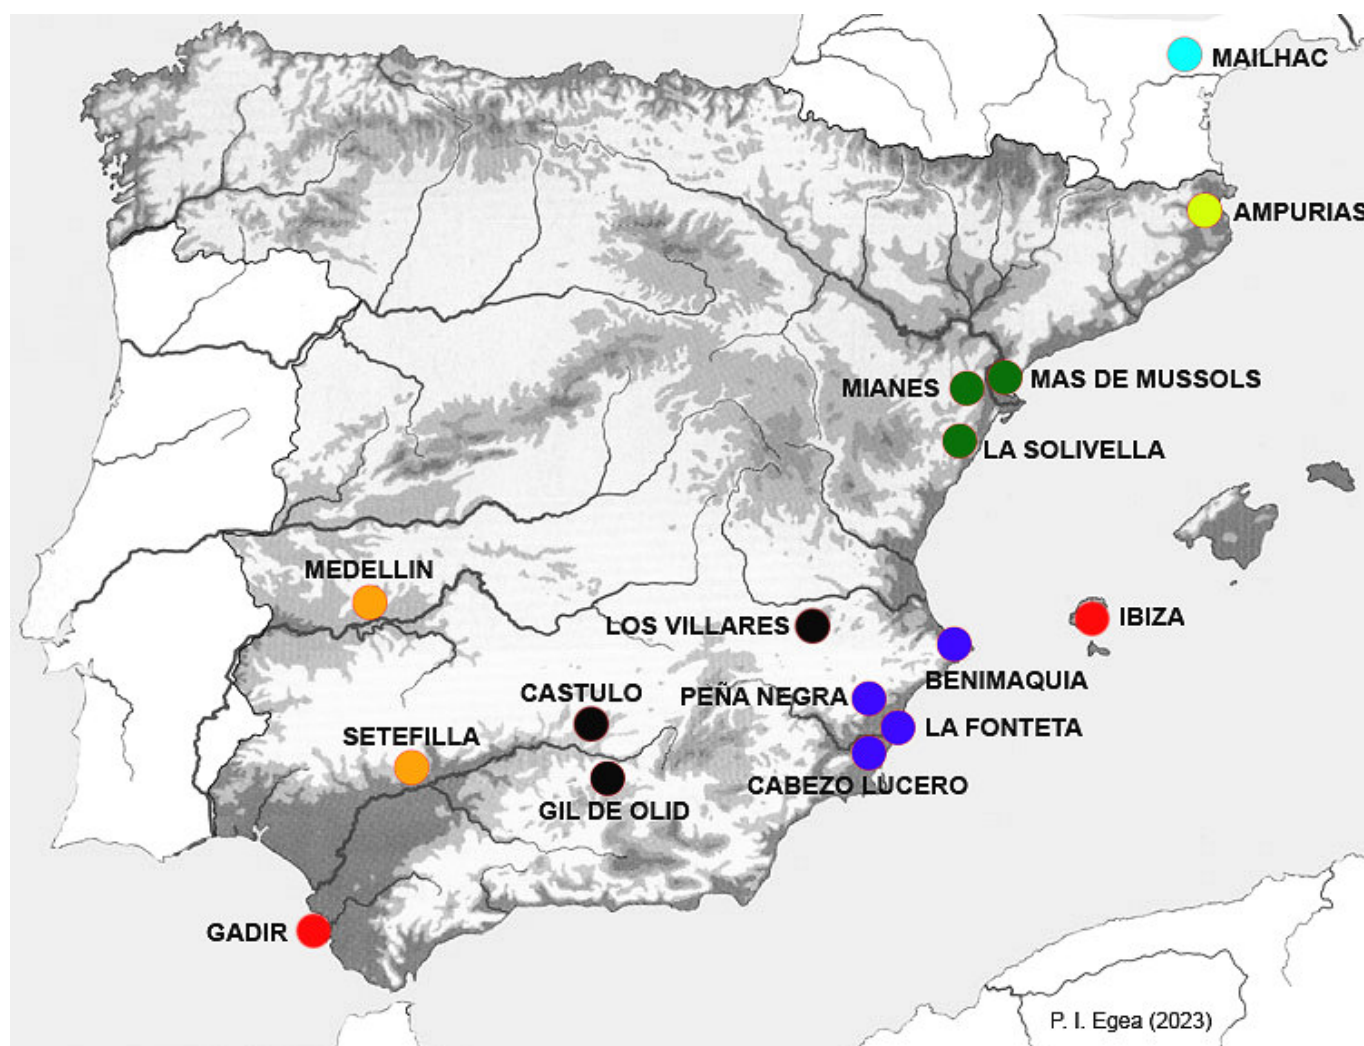 MAILHAC
AMPURIAS
MIANES
MAS DE MUSSOLS
LA SOLIVELLA
MEDELLIN
LOS VILLARES
IBIZA
BENIMAQUIA
CASTULO
PEÑA NEGRA
LA FONTETA
SETEFILLA
CABEZO LUCERO
GIL DE OLID
GADIR
P. I. Egea (2023)